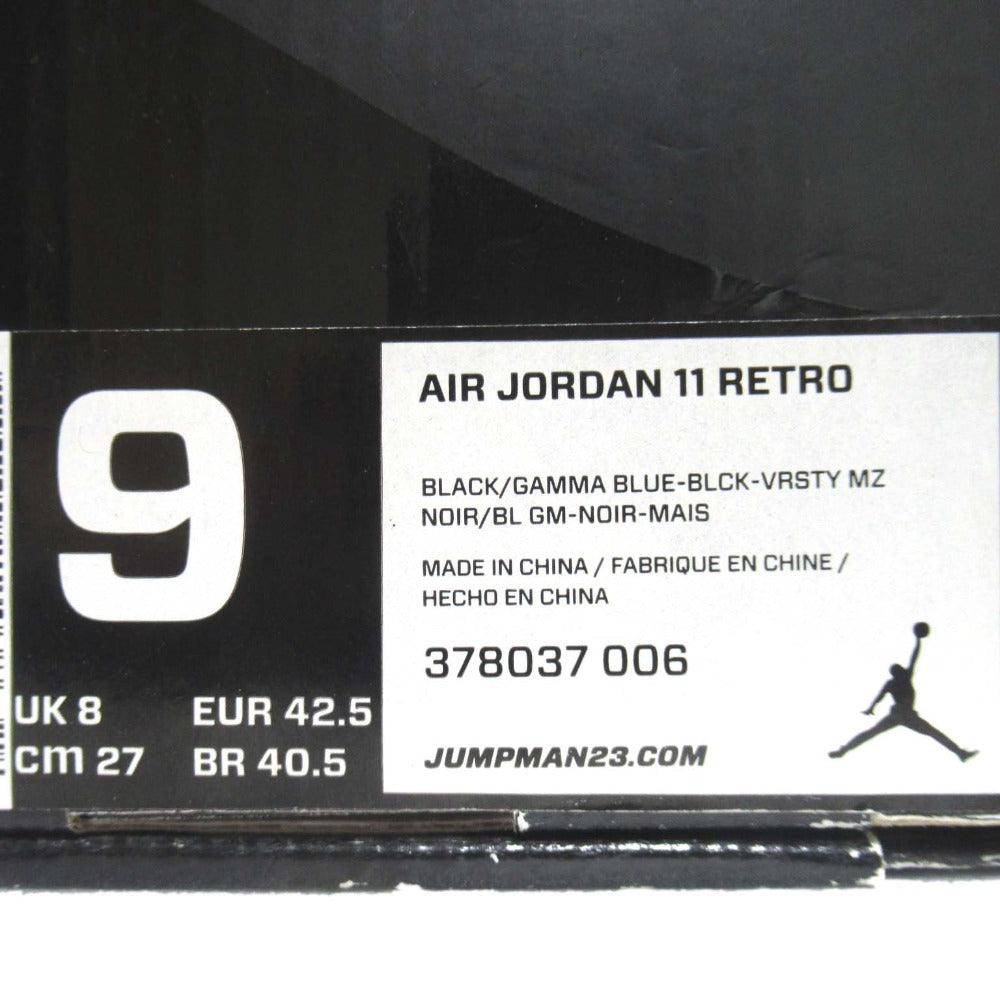 9
UK 8 EUR 42.5
cm 27 BR 40.5
AIR JORDAN 11 RETRO
BLACK/GAMMA BLUE-BLCK-VRSTY MZ
NOIR/BL GM-NOIR-MAIS
MADE IN CHINA / FABRIQUE EN CHINE /
HECHO EN CHINA
378037 006
JUMPMAN23.COM